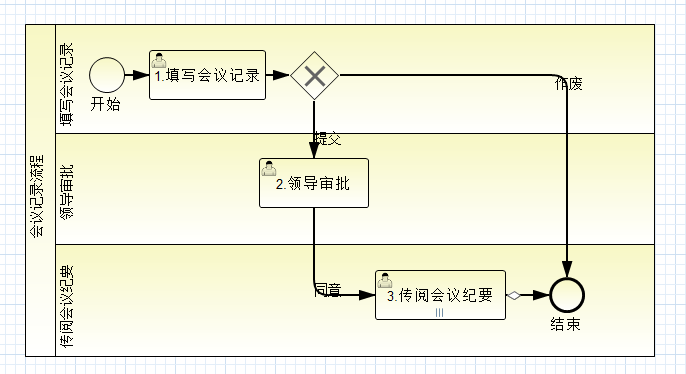 会议记录流程
填写会议记录
开始
1.填写会议记录
作废
提交
领导审批
2.领导审批
传阅会议纪要
同意
3.传阅会议纪要
结束